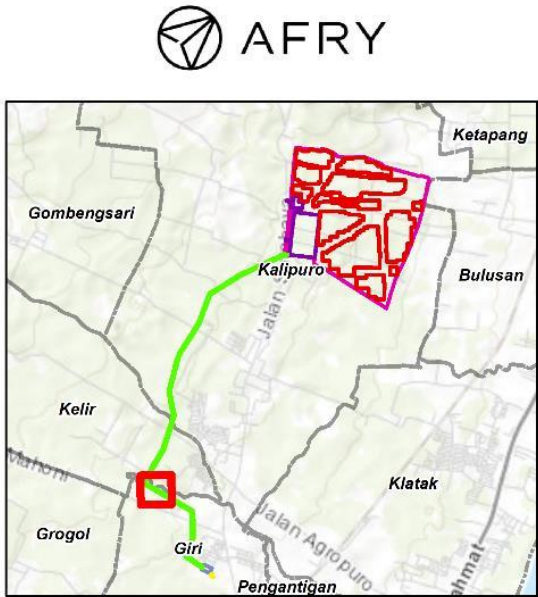 AFRY
Ketapang
Gombengsari
Kalipuro
Bulusan
Jalan
Kelir
Mahoni
Klatak
Grogol
Giri
Jalan Agropuro
Pengantigan